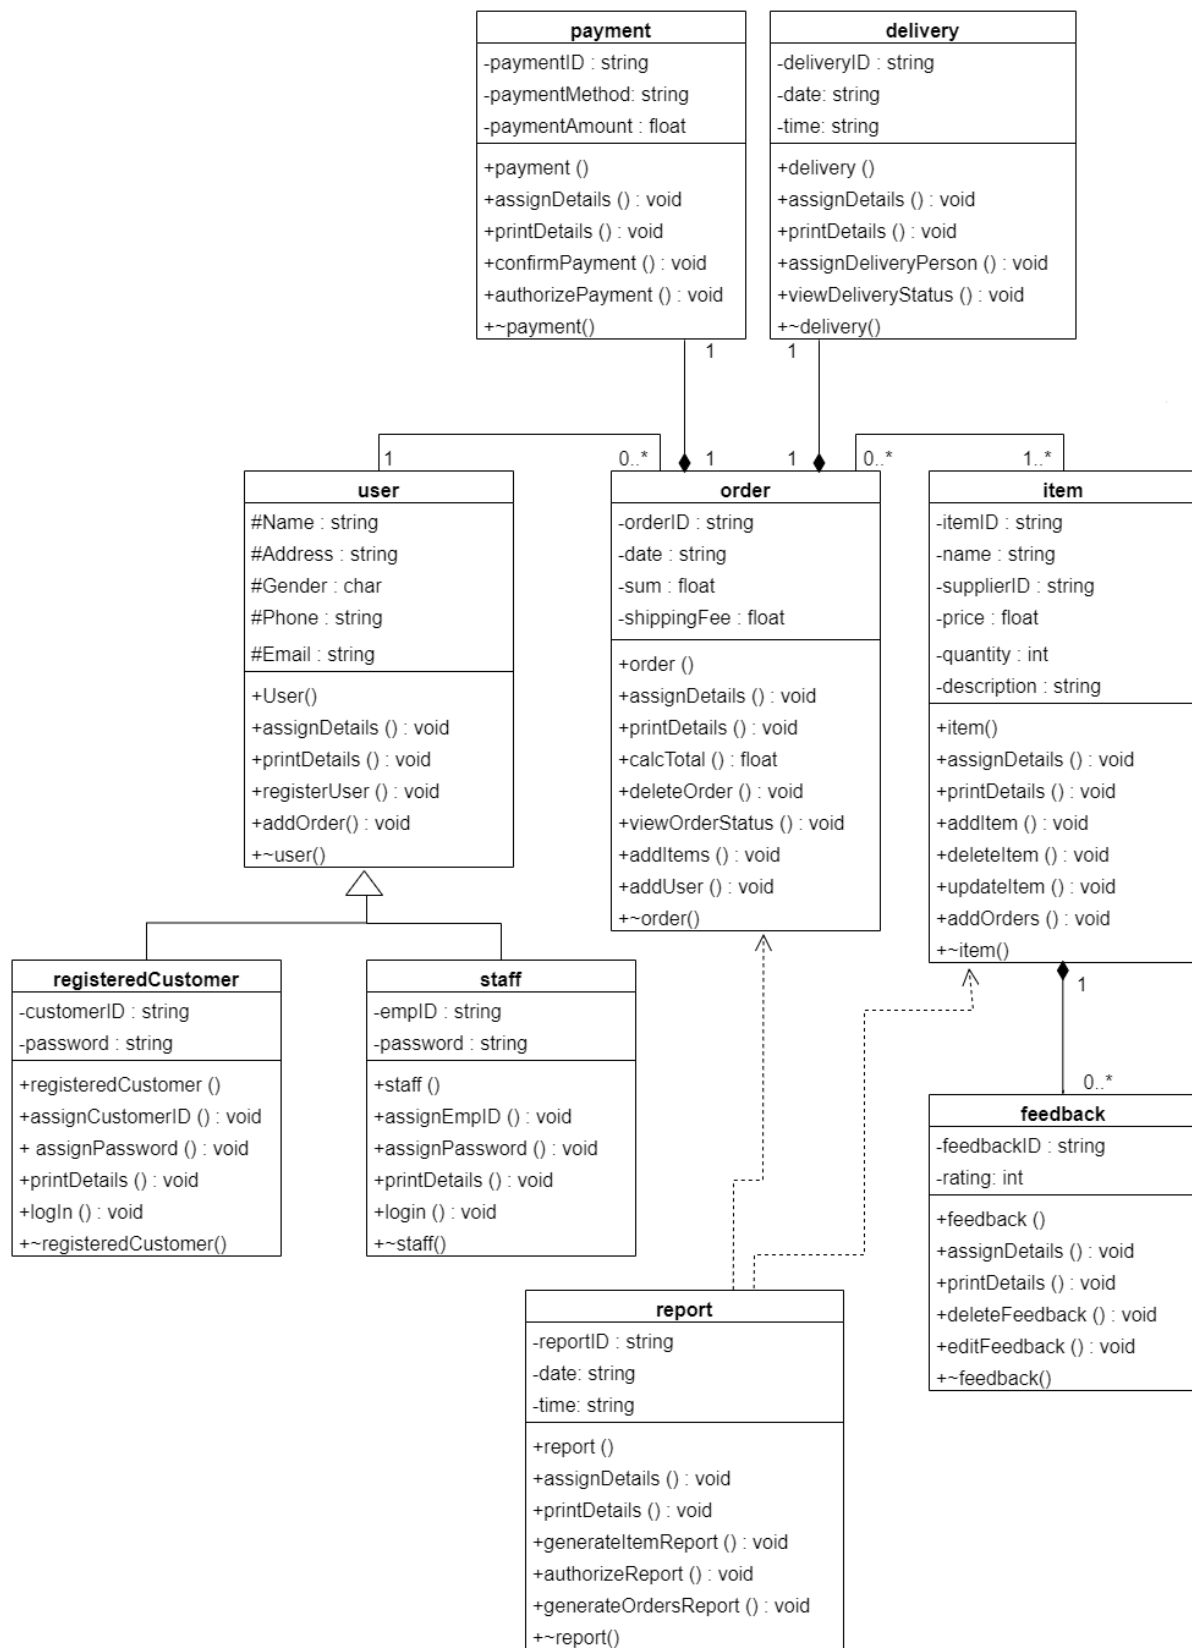 payment
-paymentID : string
-paymentMethod: string
-paymentAmount : float
+payment ()
+assignDetails () : void
+printDetails () : void
+confirmPayment () : void
+authorizePayment () : void
+~payment()
delivery
-deliveryID : string
-date: string
-time: string
+delivery ()
+assignDetails () : void
+printDetails () : void
+assignDeliveryPerson () : void
+viewDeliveryStatus () : void
+~delivery()
1
1
1
0..*
1
1
0..*
1..*
user
#Name : string
#Address : string
#Gender : char
#Phone : string
#Email : string
+User()
+assignDetails () : void
+printDetails () : void
+registerUser () : void
+addOrder() : void
+~user()
order
-orderID : string
-date : string
-sum : float
-shippingFee : float
+order ()
+assignDetails () : void
+printDetails () : void
+calcTotal () : float
+deleteOrder () : void
+viewOrderStatus () : void
+addItems () : void
+addUser () : void
+~order()
item
-itemID : string
-name : string
-supplierID : string
-price : float
-quantity : int
-description : string
+item()
+assignDetails () : void
+printDetails () : void
+addItem () : void
+deleteItem () : void
+updateItem () : void
+addOrders () : void
+~item()
registeredCustomer
-customerID : string
-password : string
+registeredCustomer ()
+assignCustomerID () : void
+ assignPassword () : void
+printDetails () : void
+logIn () : void
+~registeredCustomer()
staff
-empID : string
-password : string
+staff ()
+assignEmpID () : void
+assignPassword () : void
+printDetails () : void
+login () : void
+~staff()
1
0..*
feedback
-feedbackID : string
-rating: int
+feedback ()
+assignDetails () : void
+printDetails () : void
+deleteFeedback () : void
+editFeedback () : void
+~feedback()
report
-reportID : string
-date: string
-time: string
+report ()
+assignDetails () : void
+printDetails () : void
+generateItemReport () : void
+authorizeReport () : void
+generateOrdersReport () : void
+~report()